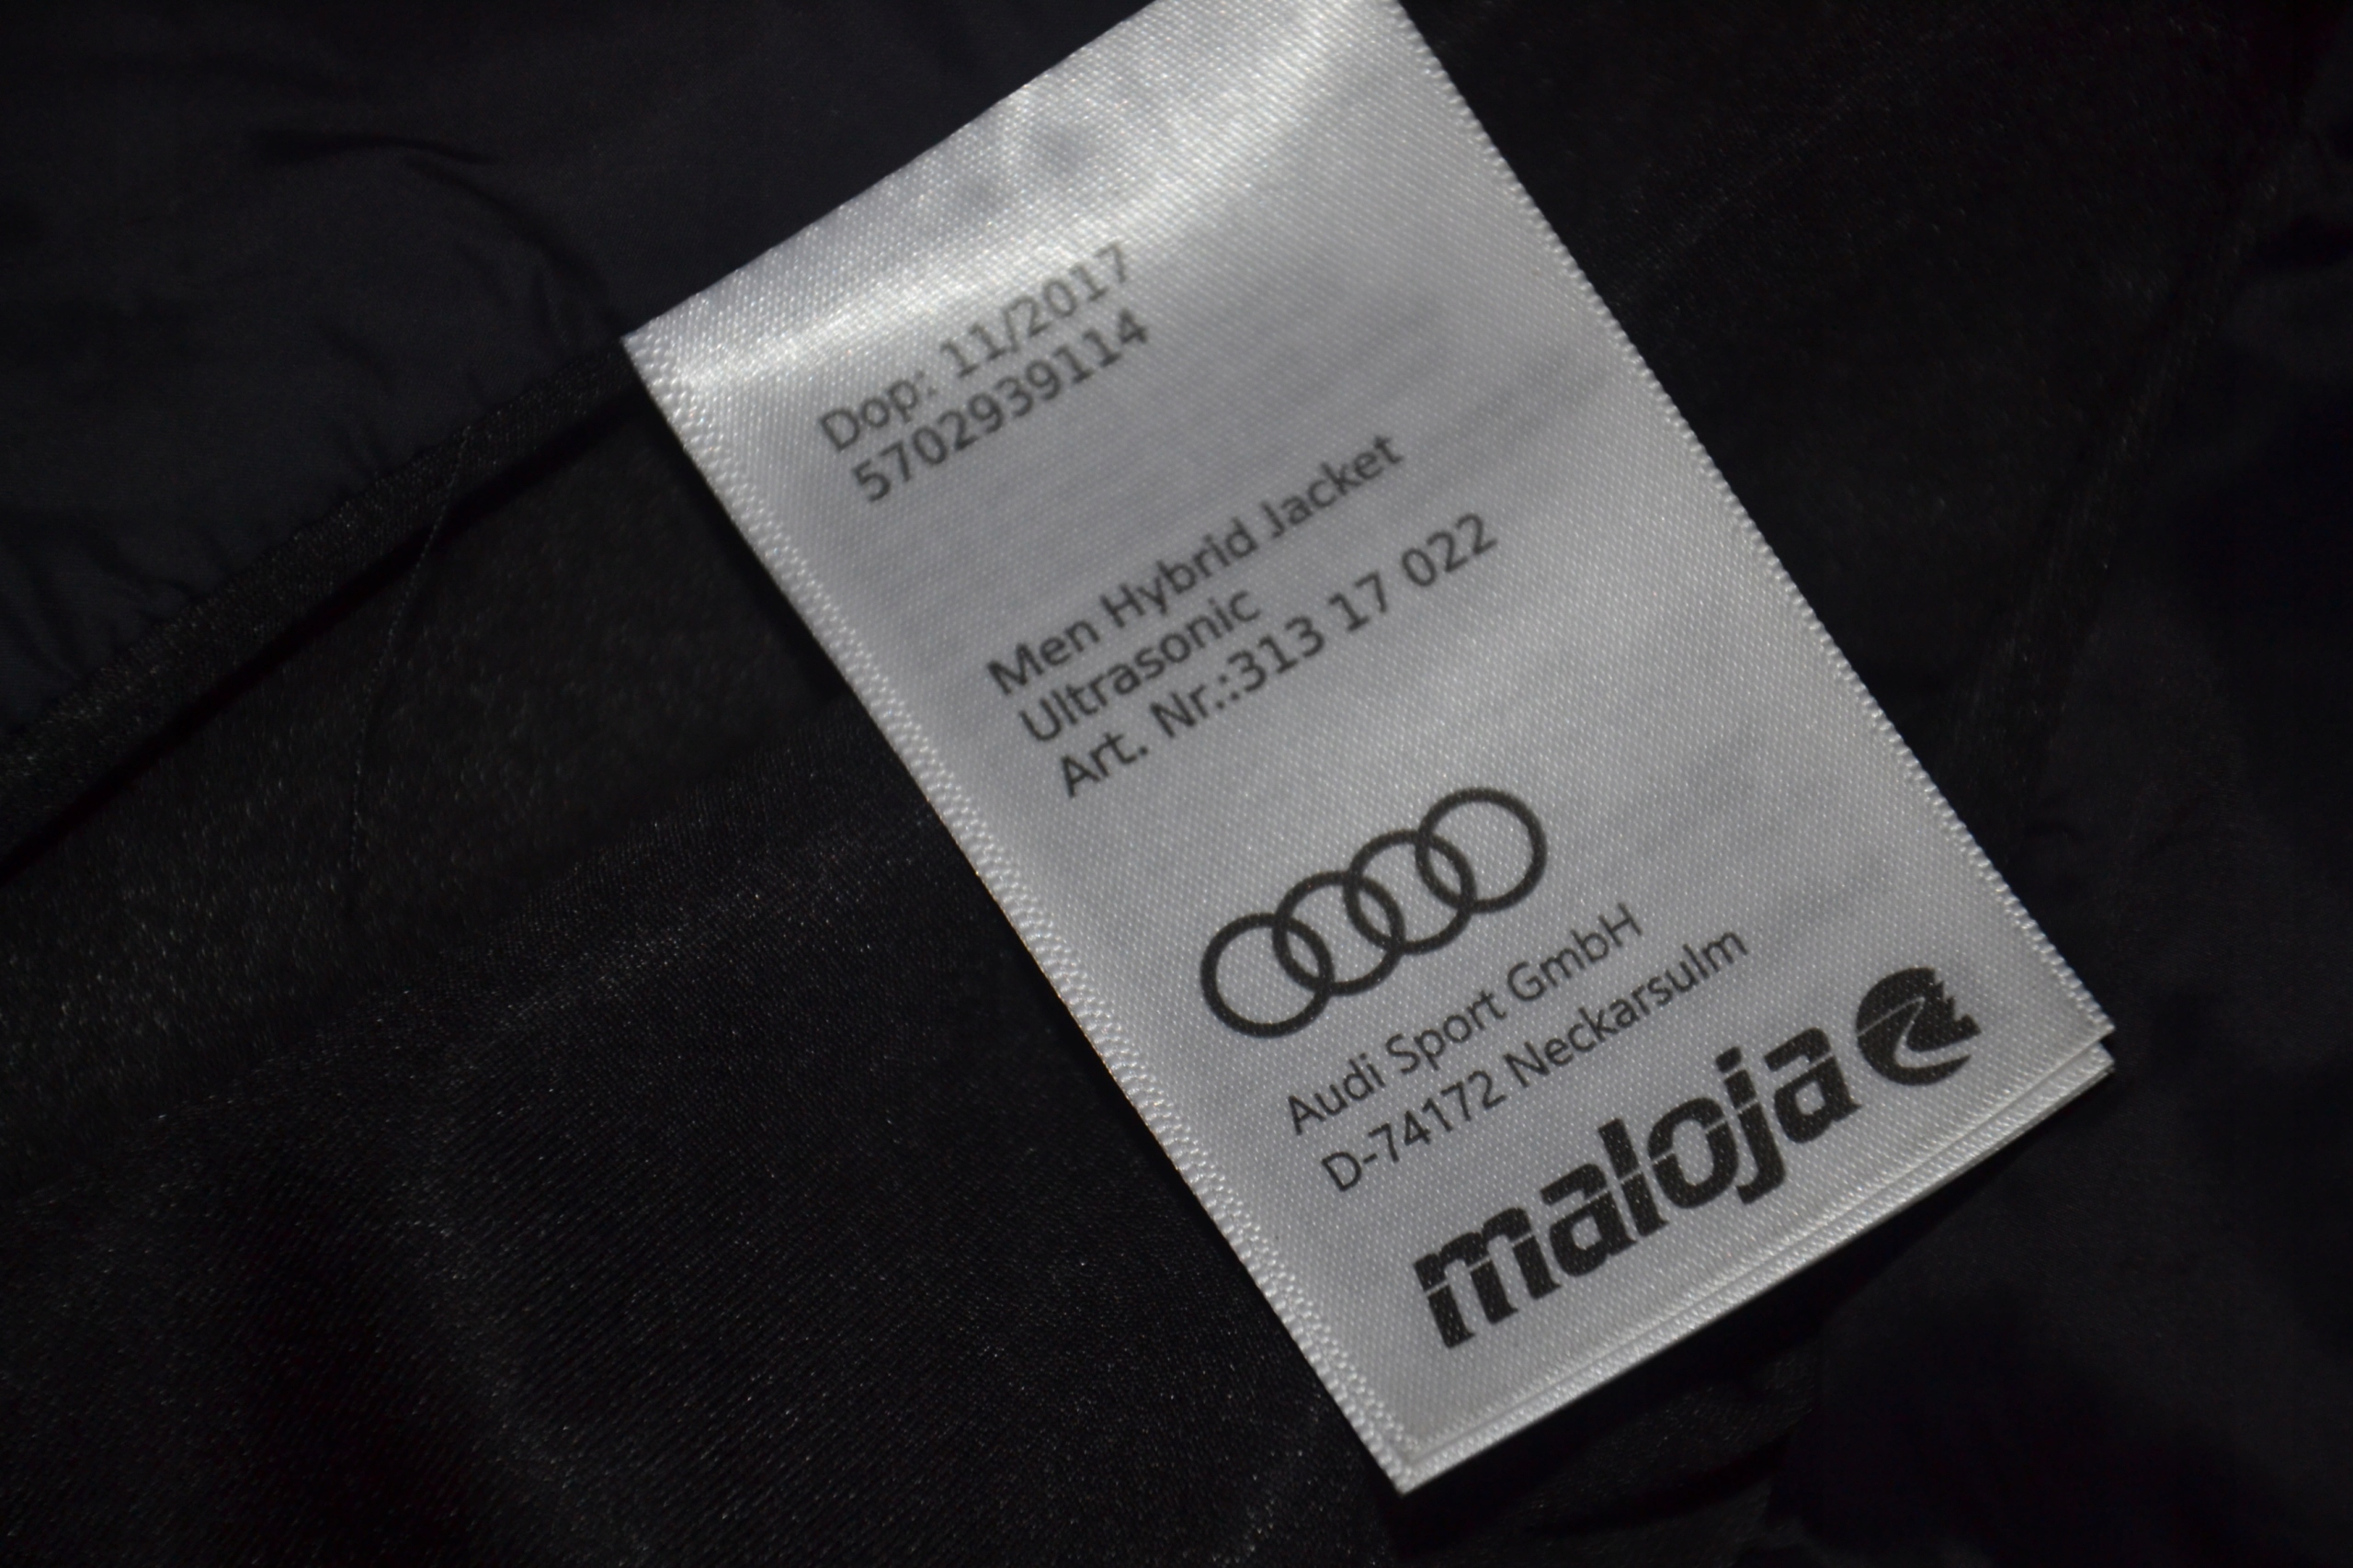 Dop: 11/2017
5702939114
Men Hybrid Jacket
Ultrasonic
Art. Nr.:313 17 022
Audi Sport GmbH
D-74172 Neckarsulm
maloja